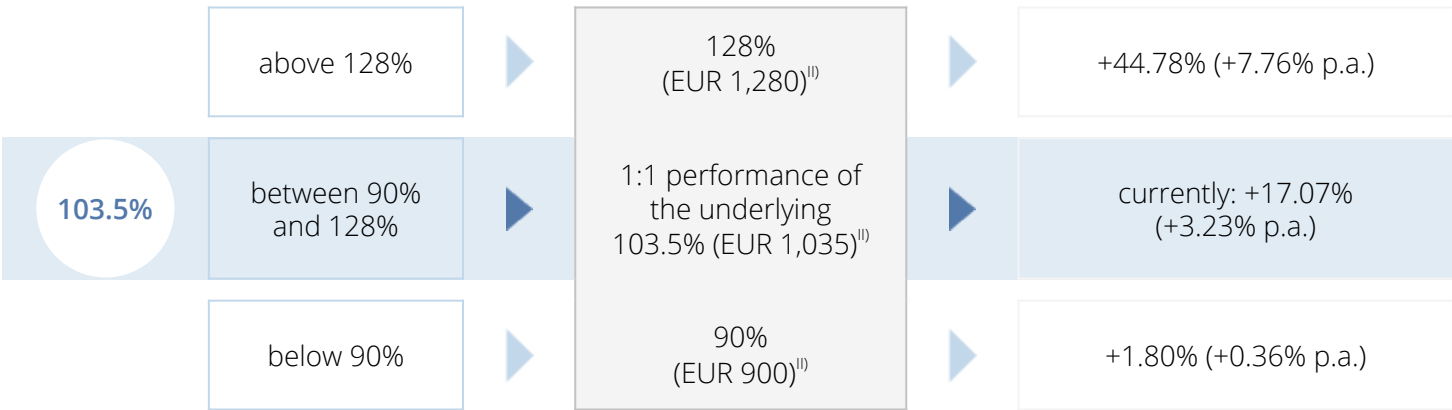 above 128%
128%
(EUR 1,280)II)
+44.78% (+7.76% p.a.)
103.5%
between 90%
and 128%
1:1 performance of
the underlying
103.5% (EUR 1,035)II)
currently: +17.07%
(+3.23% p.a.)
below 90%
90%
(EUR 900)II)
+1.80% (+0.36% p.a.)